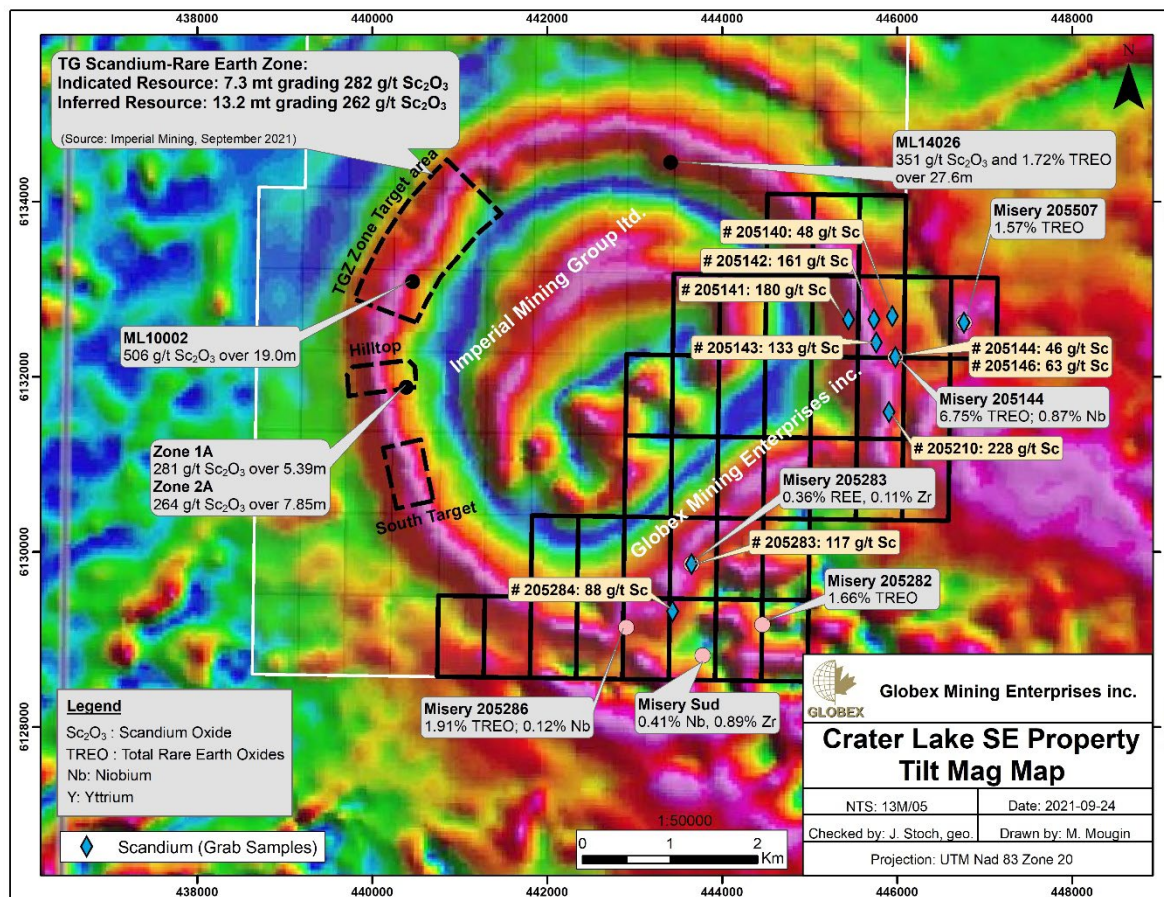 438000
440000
442000
444000
446000
448000
TG Scandium-Rare Earth Zone:
Indicated Resource: 7.3 mt grading 282 g/t Sc₂O₃
Inferred Resource: 13.2 mt grading 262 g/t Sc₂O₃
(Source: Imperial Mining, September 2021)
N
ML14026
351 g/t Sc₂O₃ and 1.72% TREO
over 27.6m
6134000
6134000
TGZ Zone Target area
Imperial Mining Group ltd.
# 205140: 48 g/t Sc
# 205142: 161 g/t Sc
# 205141: 180 g/t Sc
# 205143: 133 g/t Sc
Misery 205507
1.57% TREO
ML10002
506 g/t Sc₂O₃ over 19.0m
Hilltop
6132000
6132000
# 205144: 46 g/t Sc
# 205146: 63 g/t Sc
Misery 205144
6.75% TREO; 0.87% Nb
# 205210: 228 g/t Sc
Zone 1A
281 g/t Sc₂O₃ over 5.39m
Zone 2A
264 g/t Sc₂O₃ over 7.85m
South Target
Globex Mining Enterprises inc.
Misery 205283
0.36% REE, 0.11% Zr
# 205283: 117 g/t Sc
6130000
6130000
# 205284: 88 g/t Sc
Misery 205282
1.66% TREO
Misery 205286
1.91% TREO; 0.12% Nb
Misery Sud
0.41% Nb, 0.89% Zr
6128000
6128000
Legend
Sc₂O₃ : Scandium Oxide
TREO : Total Rare Earth Oxides
Nb: Niobium
Y: Yttrium
Scandium (Grab Samples)
1:50000
0 1 2
Km
GLOBEX
Globex Mining Enterprises inc.
Crater Lake SE Property
Tilt Mag Map
NTS: 13M/05
Date: 2021-09-24
Checked by: J. Stoch, geo.
Drawn by: M. Mougin
Projection: UTM Nad 83 Zone 20
438000
440000
442000
444000
446000
448000